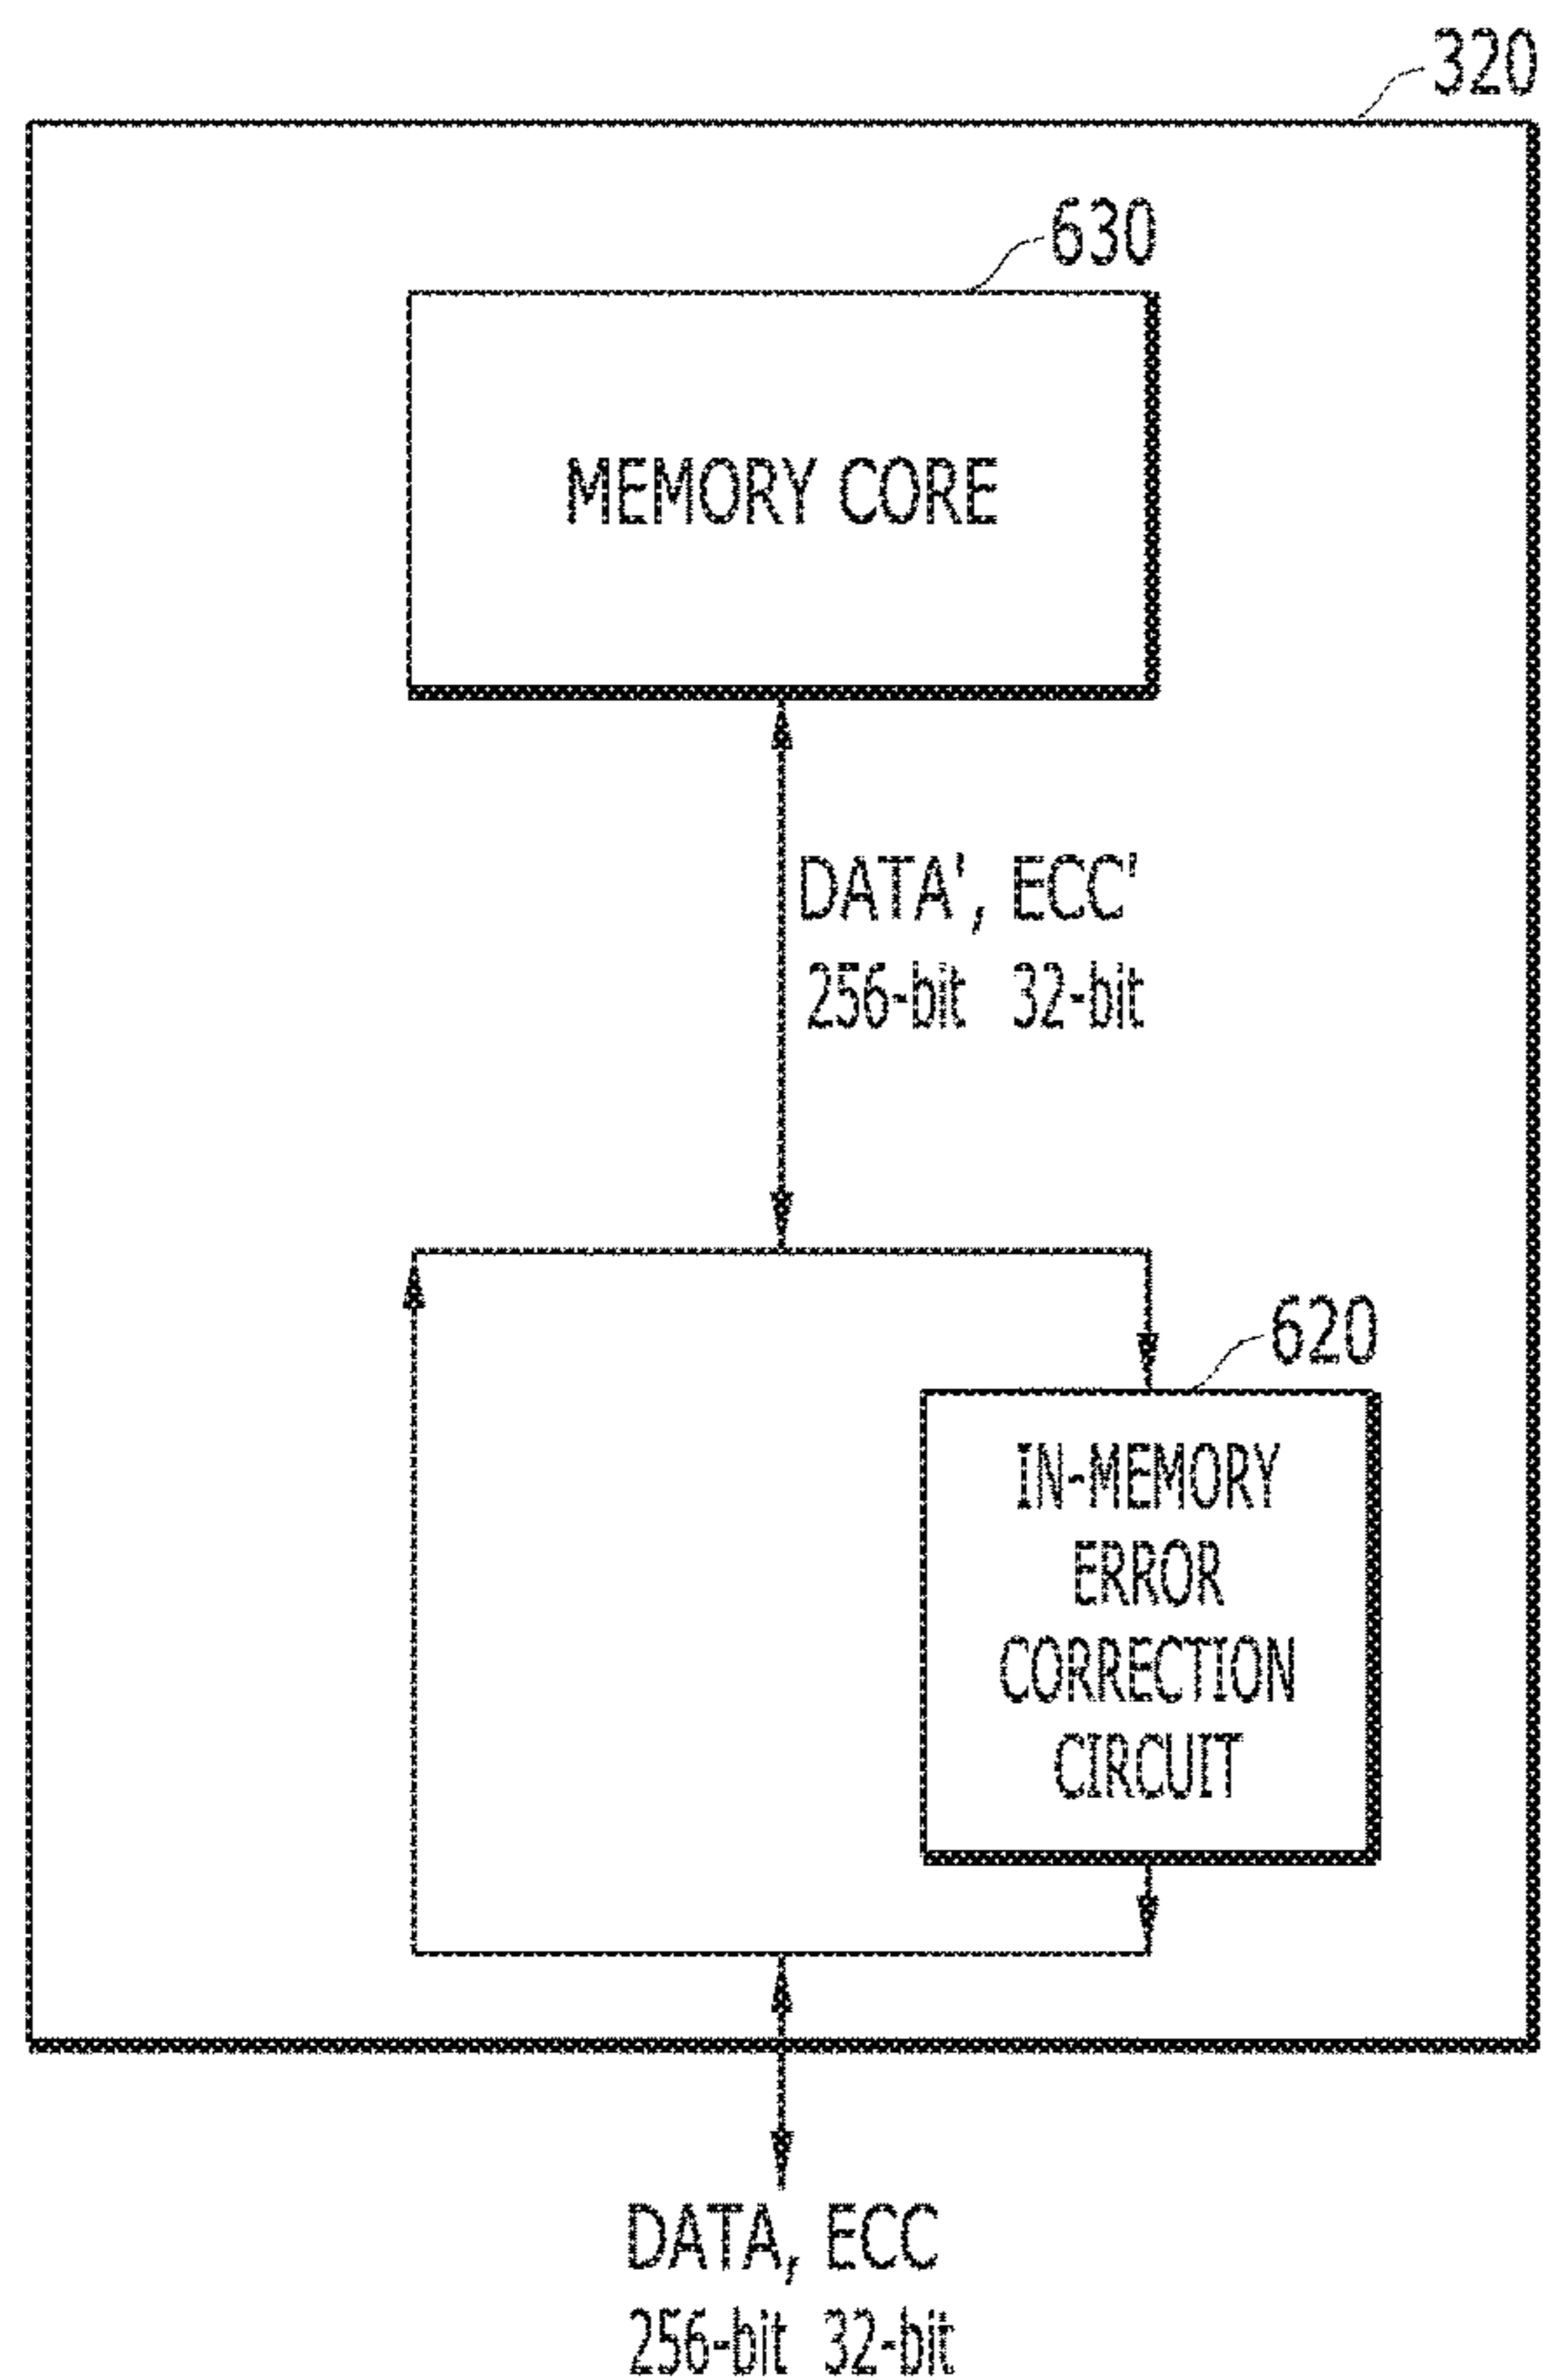 320
630
MEMORY CORE
DATA', ECC'
256-bit 32-bit
620
IN-MEMORY
ERROR
CORRECTION
CIRCUIT
DATA, ECC
256-bit 32-bit